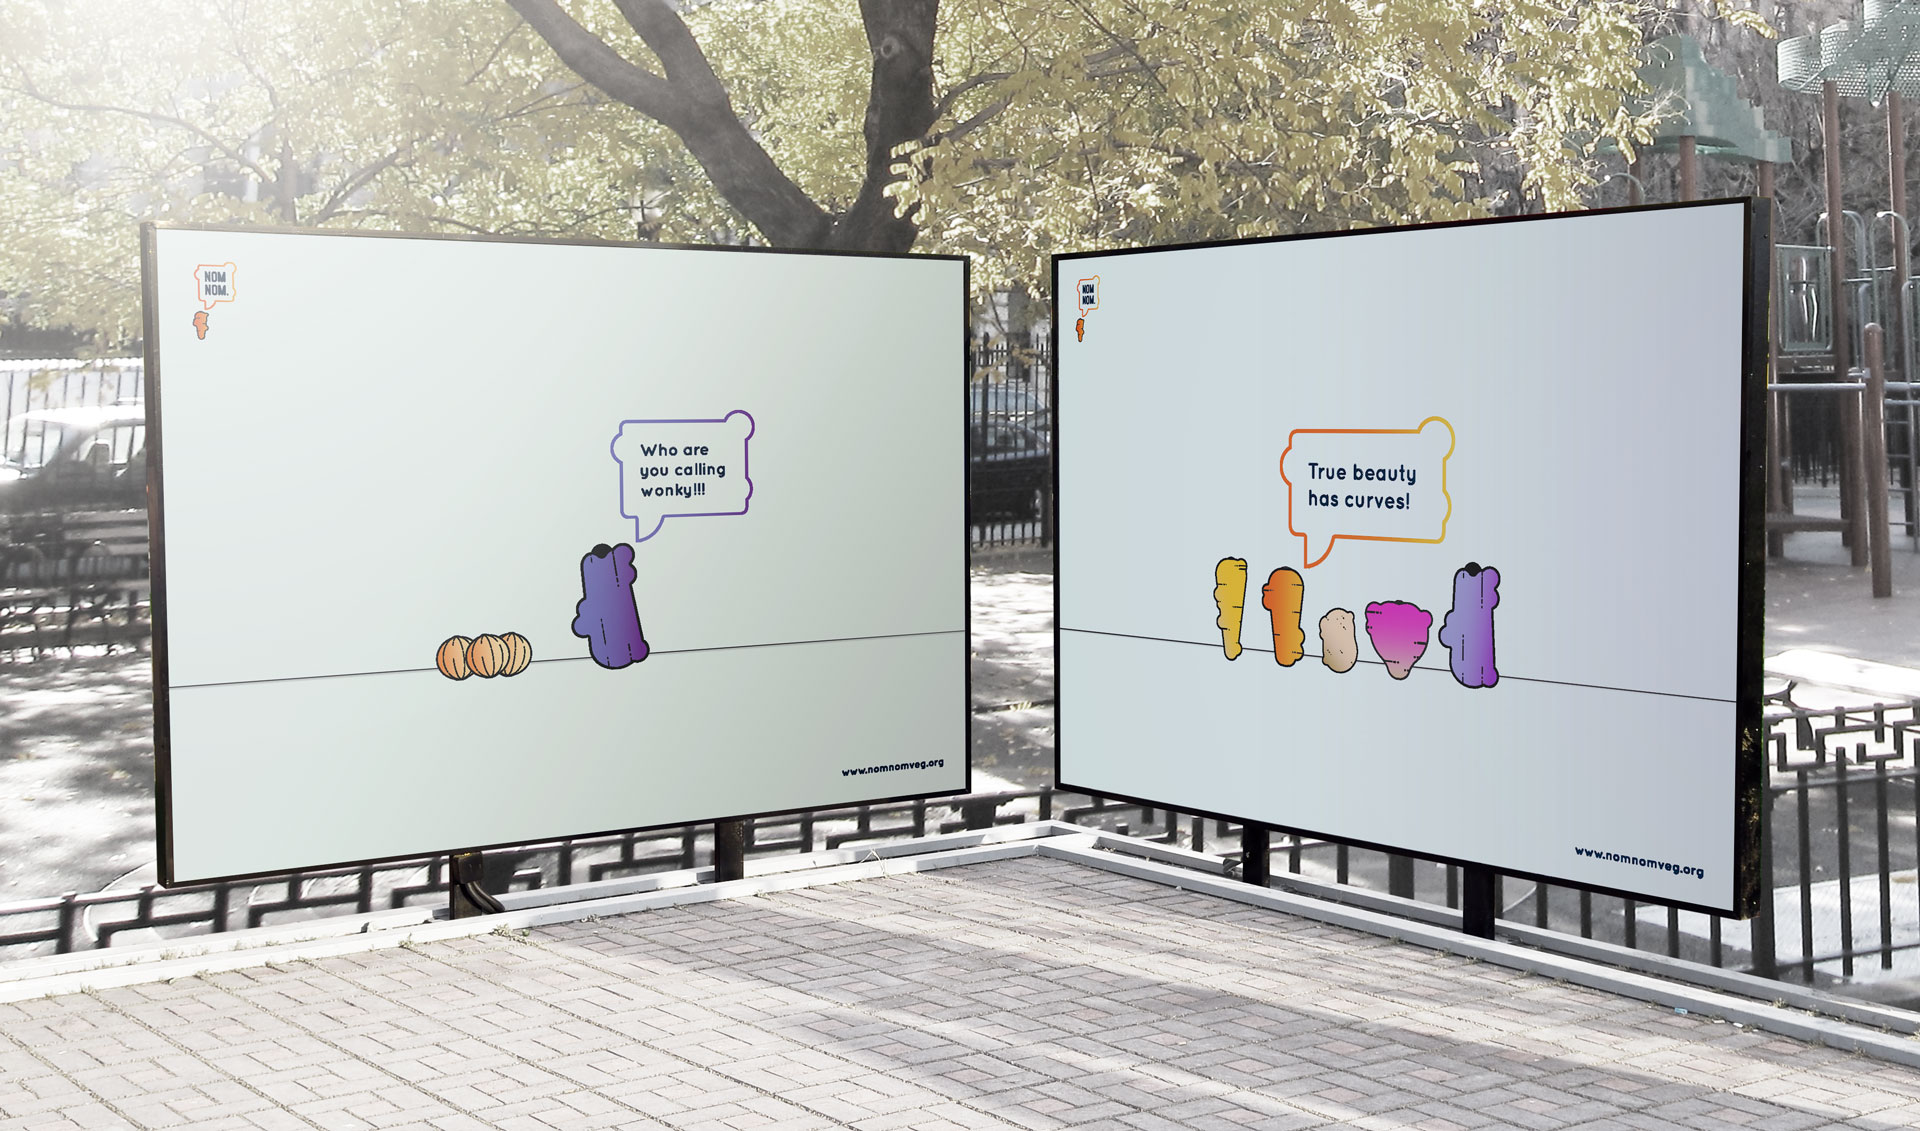 NOM
NOM.
Who are
you calling
wonky!!!
www.nomnomveg.org
NOM
NOM.
True beauty
has curves!
www.nomnomveg.org